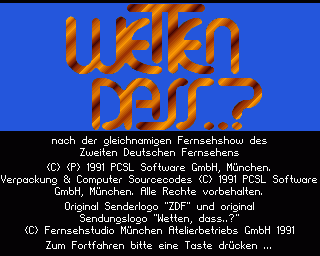 WETTEN
DASS..?
nach der gleichnamigen Fernsehshow des
Zweiten Deutschen Fernsehens
(C) (P) 1991 PCSL Software GmbH, München.
Verpackung & Computer Sourcecodes (C) 1991 PCSL Software
GmbH, München. Alle Rechte vorbehalten.
Original Senderlogo "ZDF" und original
Sendungslogo "Wetten, dass..?"
(C) Fernsehstudio München Atelierbetriebs GmbH 1991
Zum Fortfahren bitte eine Taste drücken ...